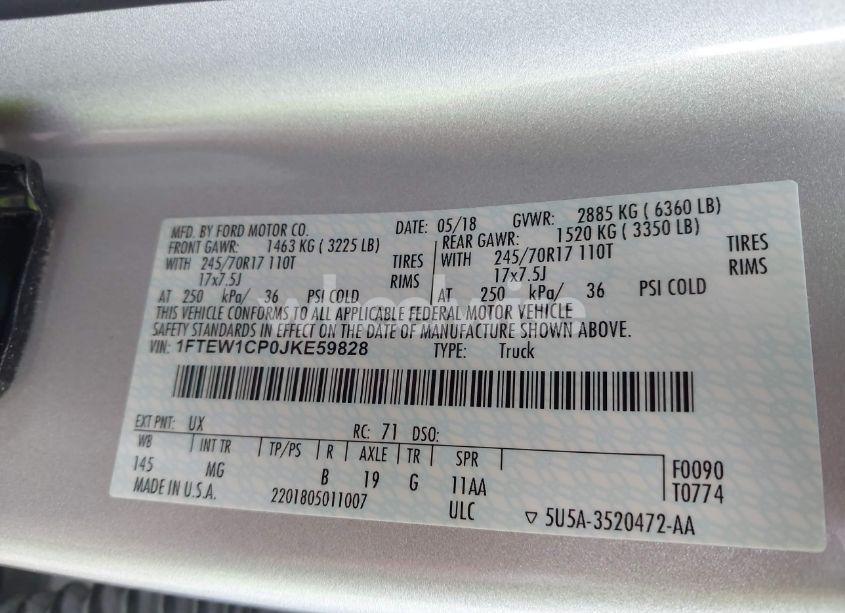 MFD. BY FORD MOTOR CO. DATE: 05/18 GVWR: 2885 KG ( 6360 LB)
FRONT GAWR: 1463 KG ( 3225 LB) REAR GAWR: 1520 KG ( 3350 LB)
WITH 245/70R17 110T TIRES WITH 245/70R17 110T TIRES
17x7.5J RIMS 17x7.5J RIMS
AT 250 kPa/ 36 PSI COLD AT 250 kPa/ 36 PSI COLD
THIS VEHICLE CONFORMS TO ALL APPLICABLE FEDERAL MOTOR VEHICLE
SAFETY STANDARDS IN EFFECT ON THE DATE OF MANUFACTURE SHOWN ABOVE.
VIN: 1FTEW1CP0JKE59828 TYPE: Truck
EXT PNT: UX RC: 71 DSO:
WB INT TR TP/PS R AXLE TR SPR
145 MG B 19 G 11AA F0090
MADE IN U.S.A. 2201805011007 ULC T0774
5U5A-3520472-AA